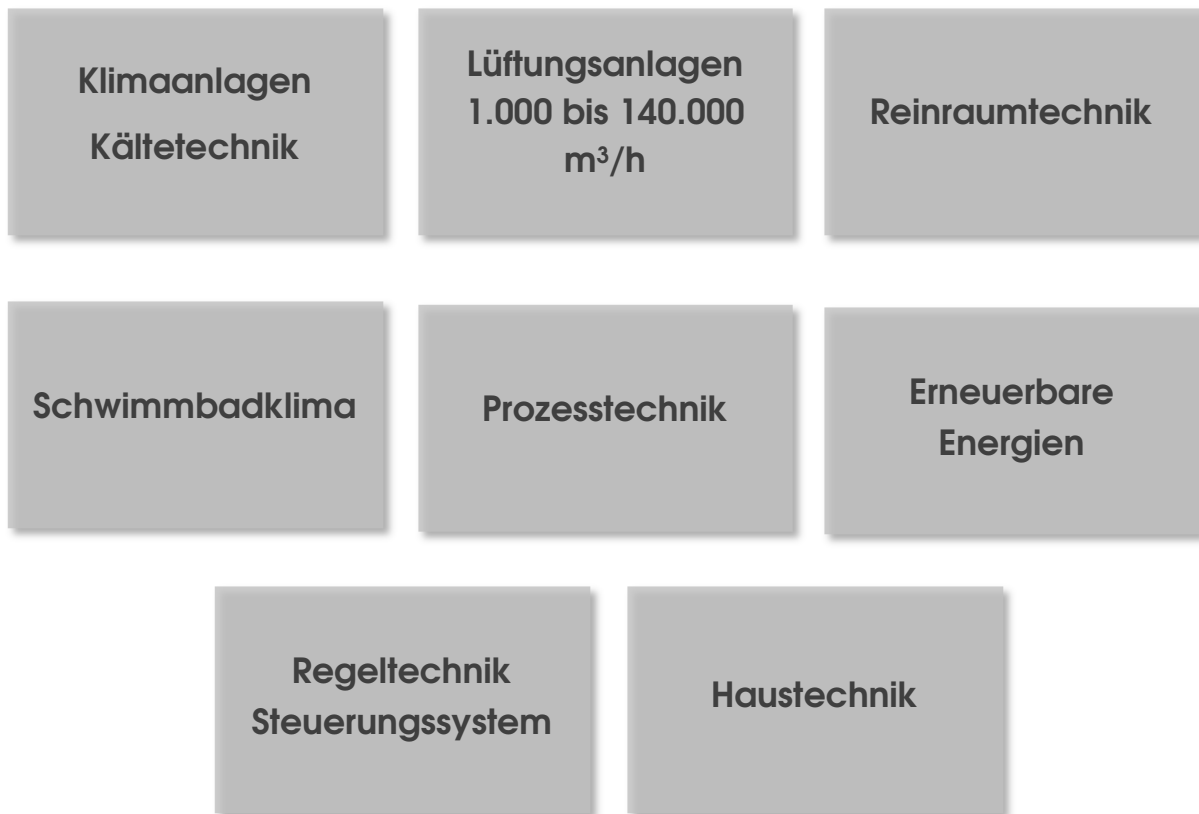 Klimaanlagen
Kältetechnik
Lüftungsanlagen
1.000 bis 140.000
m³/h
Reinraumtechnik
Schwimmbadklima
Prozesstechnik
Erneuerbare
Energien
Regeltechnik
Steuerungssystem
Haustechnik